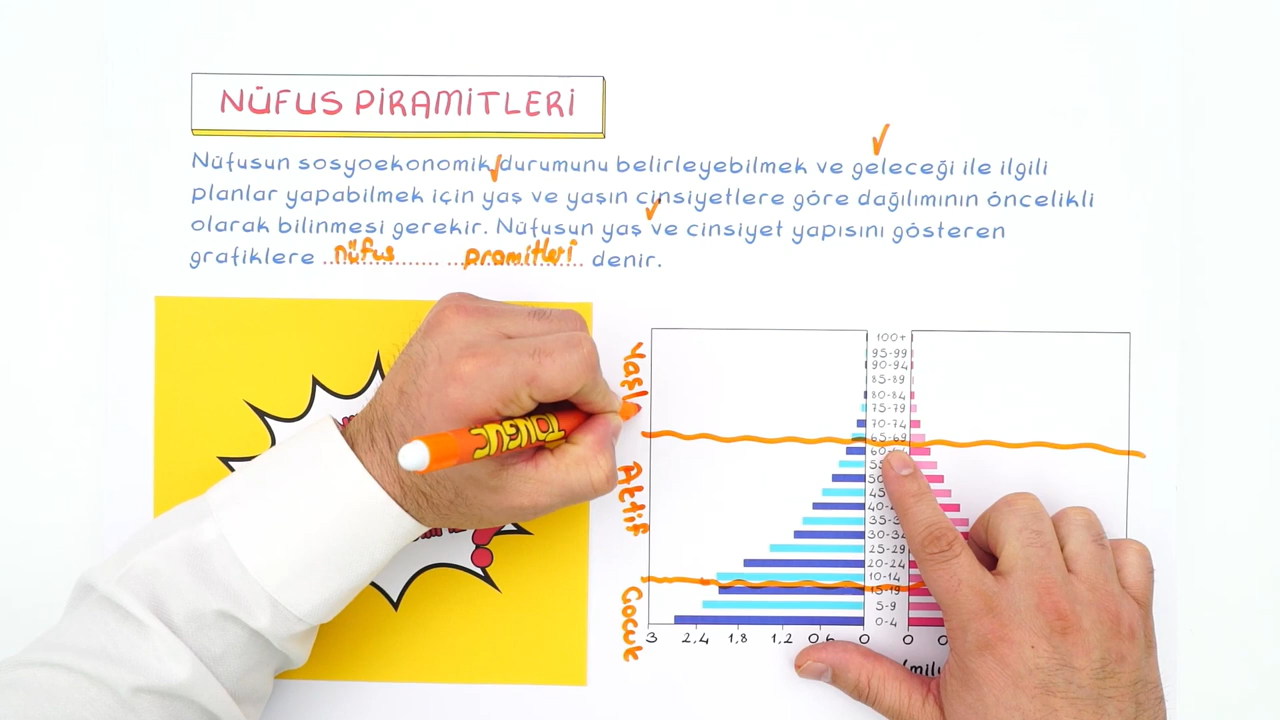 NÜFUS PİRAMİTLERİ
Nüfusun sosyoekonomik durumunu belirleyebilmek ve geleceği ile ilgili
planlar yapabilmek için yaş ve yaşın cinsiyetlere göre dağılımının öncelikli
olarak bilinmesi gerekir. Nüfusun yaş ve cinsiyet yapısını gösteren
grafiklere nüfus pramitleri denir.
100+
95-99
90-94
85-89
80-84
75-79
70-74
65-69
25-29
20-24
10-14
15-19
5-9
0-4
3 2,4 1,8 1,2 0,6 0 0
Aktif
Çocuk
TONGUÇ